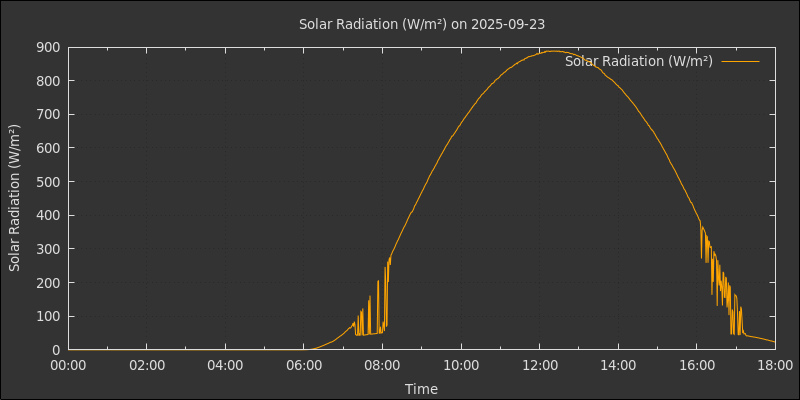 Solar Radiation (W/m²) on 2025-09-23
Solar Radiation (W/m²)
Solar Radiation (W/m²)
900
800
700
600
500
400
300
200
100
0
00:00 02:00 04:00 06:00 08:00 10:00 12:00 14:00 16:00 18:00
Time